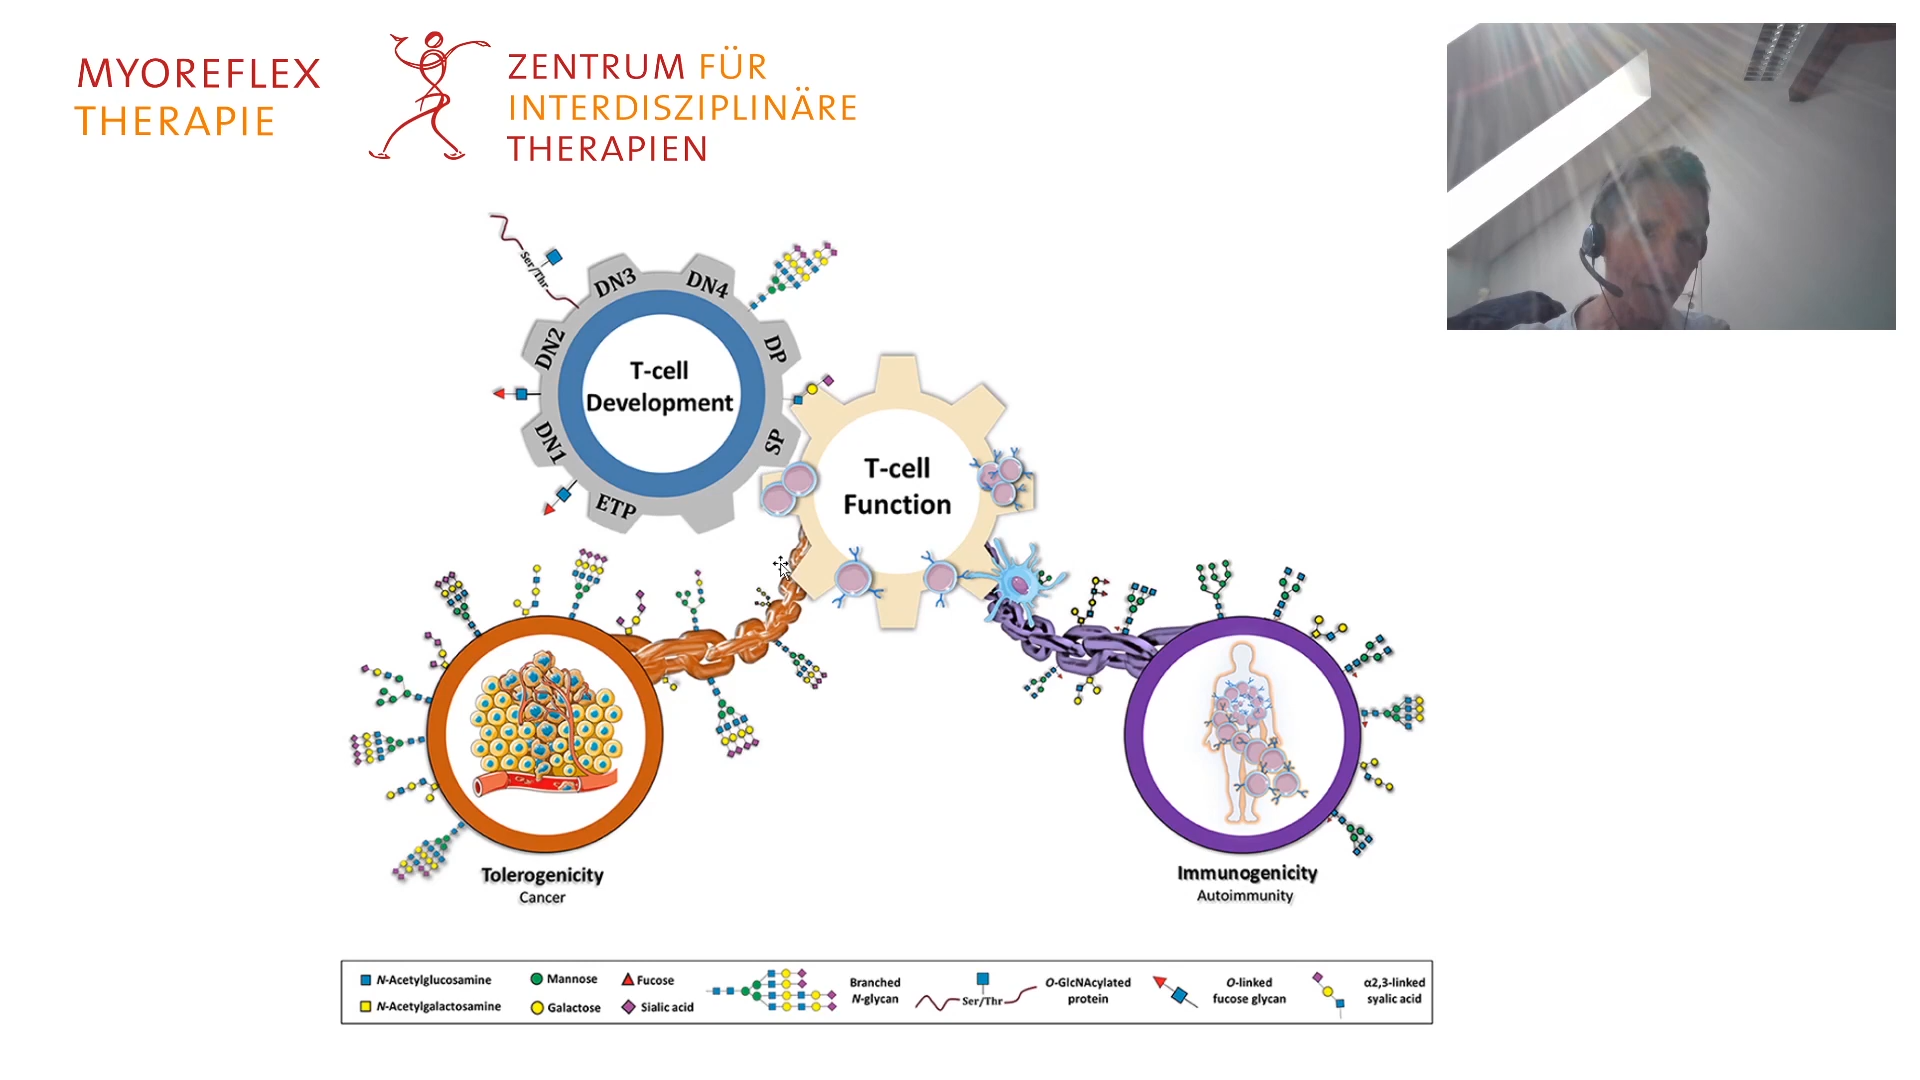 MYOREFLEX
THERAPIE
ZENTRUM FÜR
INTERDISZIPLINÄRE
THERAPIEN
Ser/Thr
DN3
DN4
DN2
DP
T-cell
Development
DN1
SP
ETP
T-cell
Function
Tolerogenicity
Cancer
Immunogenicity
Autoimmunity
N-Acetylglucosamine
Mannose
Fucose
N-Acetylgalactosamine
Galactose
Sialic acid
Branched
N-glycan
Ser/Thr
O-GlcNAcylated
protein
O-linked
fucose glycan
α2,3-linked
syalic acid